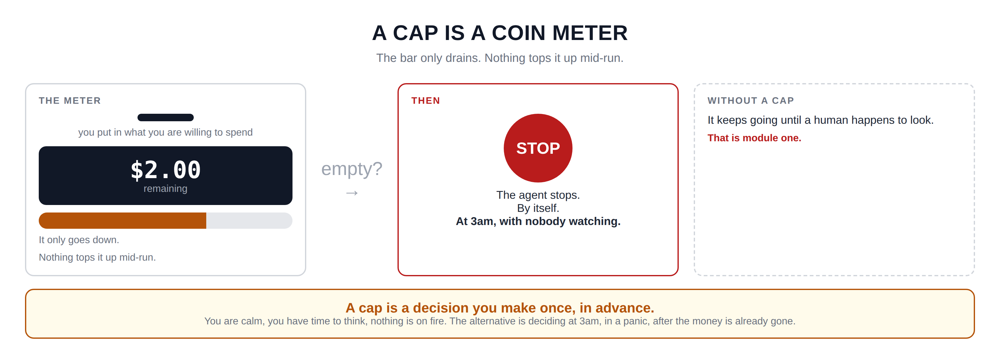 A CAP IS A COIN METER
The bar only drains. Nothing tops it up mid-run.
THE METER
you put in what you are willing to spend
$2.00
remaining
It only goes down.
Nothing tops it up mid-run.
empty?
→
THEN
STOP
The agent stops.
By itself.
At 3am, with nobody watching.
WITHOUT A CAP
It keeps going until a human happens to look.
That is module one.
A cap is a decision you make once, in advance.
You are calm, you have time to think, nothing is on fire. The alternative is deciding at 3am, in a panic, after the money is already gone.